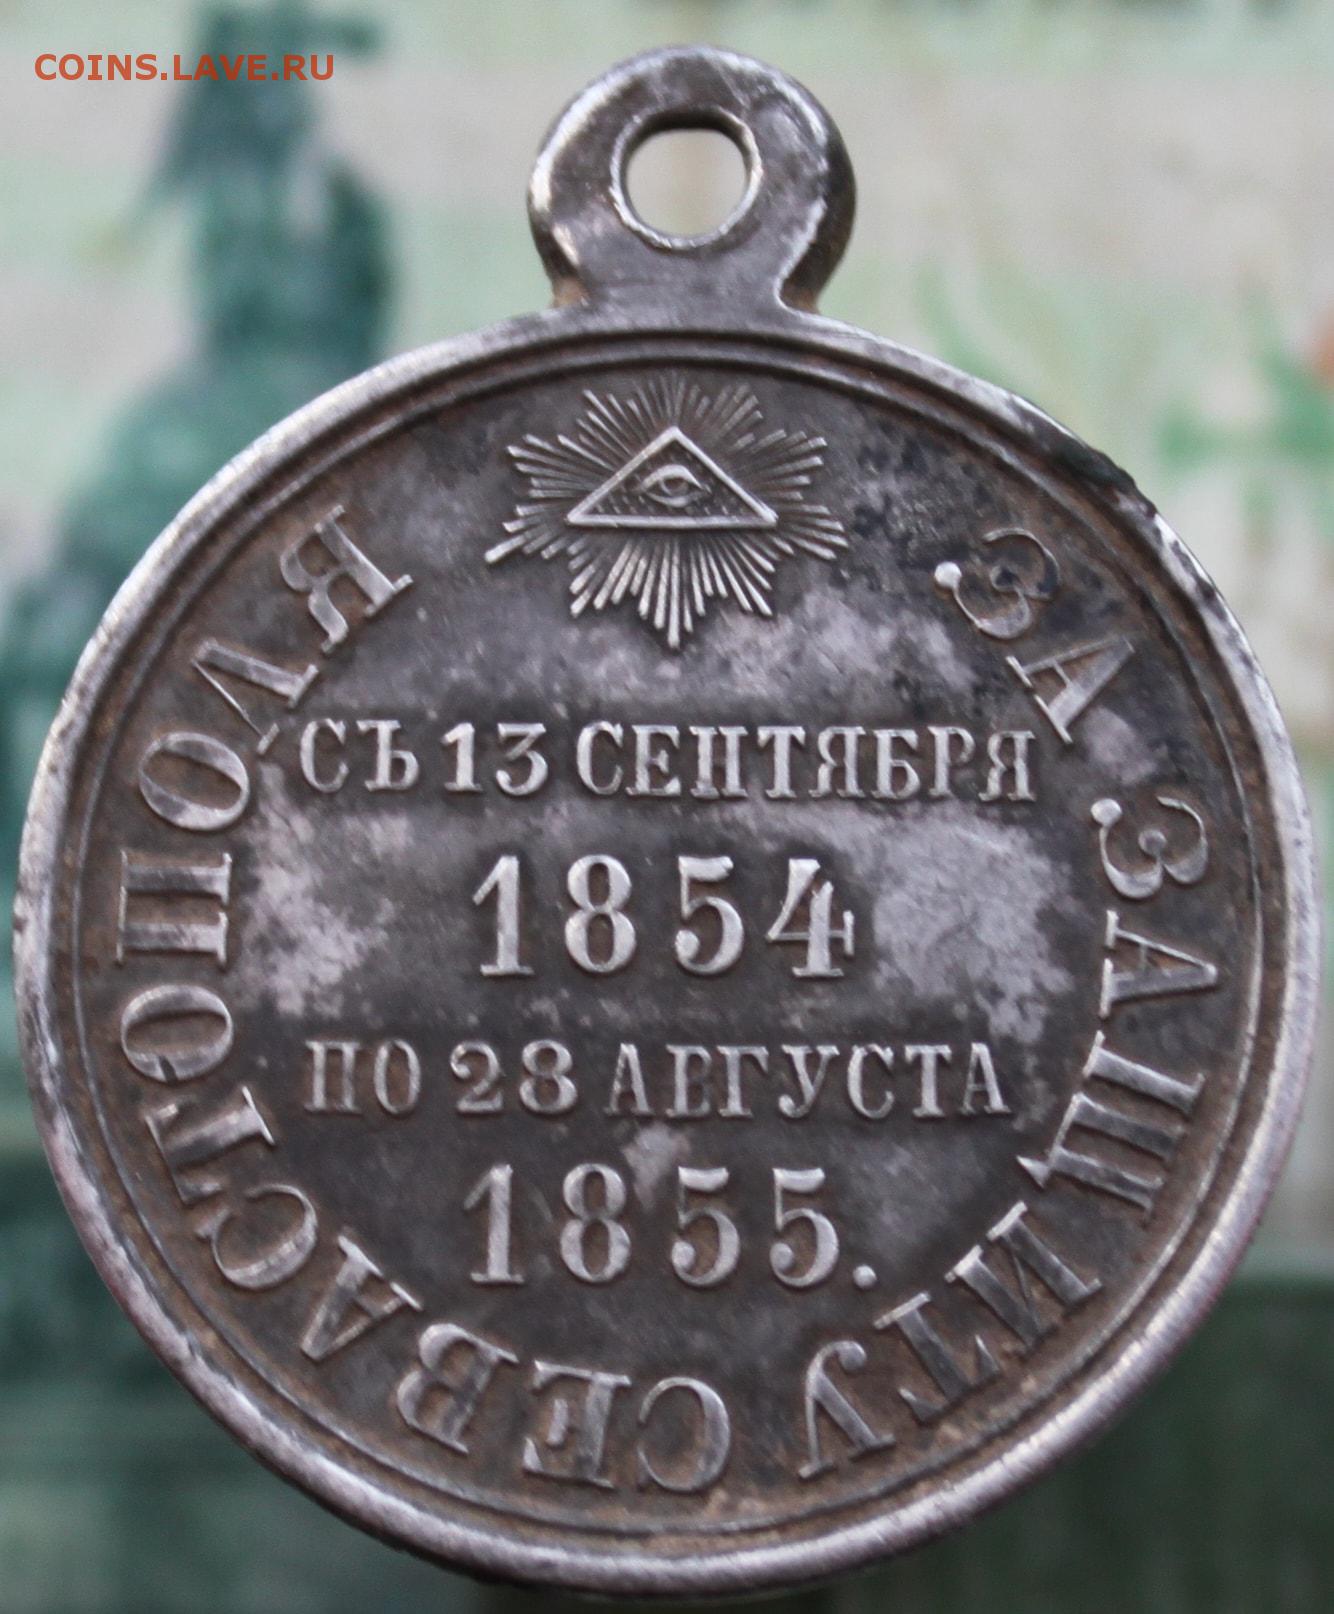 COINS.LAVE.RU
ЗА ЗАЩИТУ СЕВАСТОПОЛЯ
СЪ 13 СЕНТЯБРЯ
1854
ПО 28 АВГУСТА
1855.